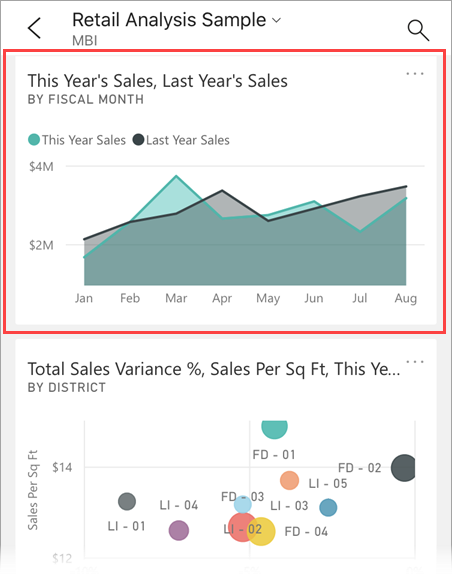 Retail Analysis Sample
MBI
This Year's Sales, Last Year's Sales
BY FISCAL MONTH
This Year Sales Last Year Sales
$4M
$2M
Jan Feb Mar Apr May Jun Jul Aug
Total Sales Variance %, Sales Per Sq Ft, This Ye...
BY DISTRICT
Sales Per Sq Ft
FD - 01
$14
FD - 02
LI - 05
FD - 03
LI - 04
LI - 03
LI - 01
LI - 02
FD - 04
$12